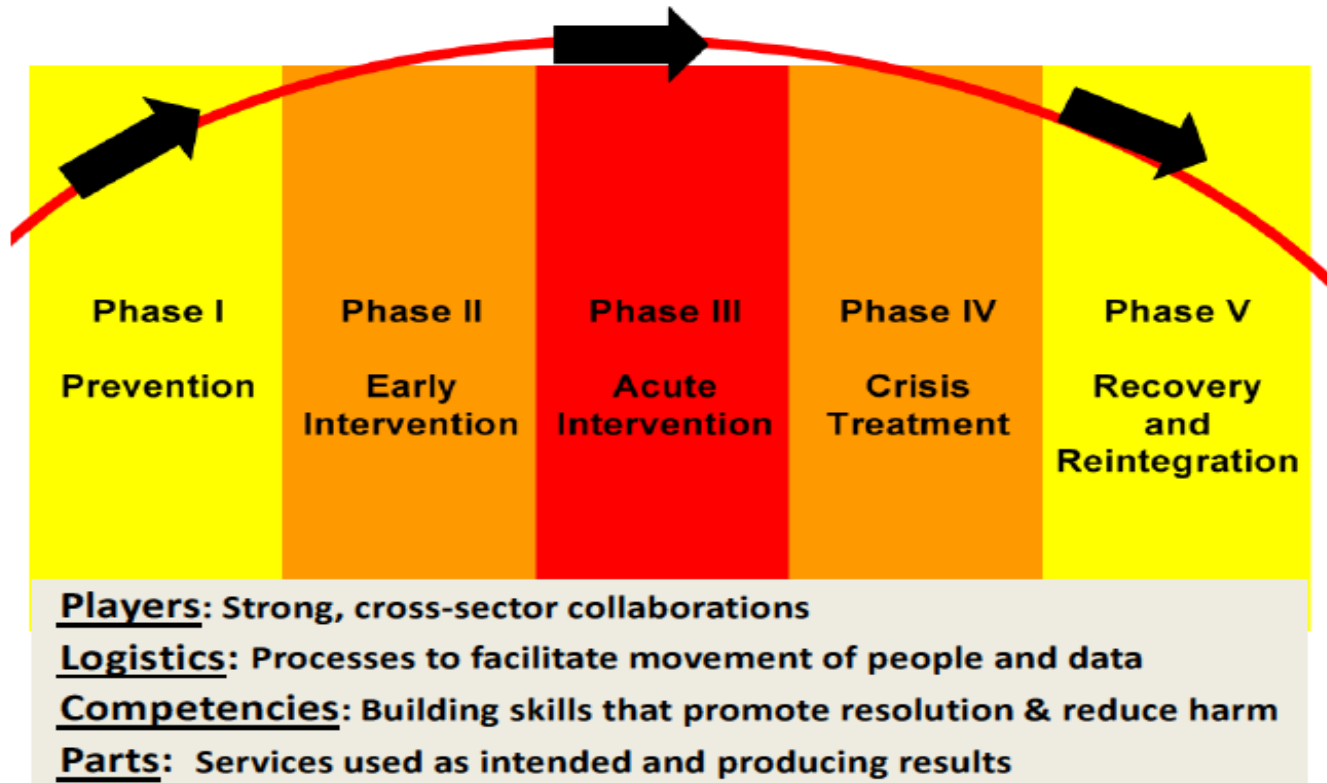 Phase I
Prevention
Phase II
Early
Intervention
Phase III
Acute
Intervention
Phase IV
Crisis
Treatment
Phase V
Recovery
and
Reintegration
Players: Strong, cross-sector collaborations
Logistics: Processes to facilitate movement of people and data
Competencies: Building skills that promote resolution & reduce harm
Parts: Services used as intended and producing results